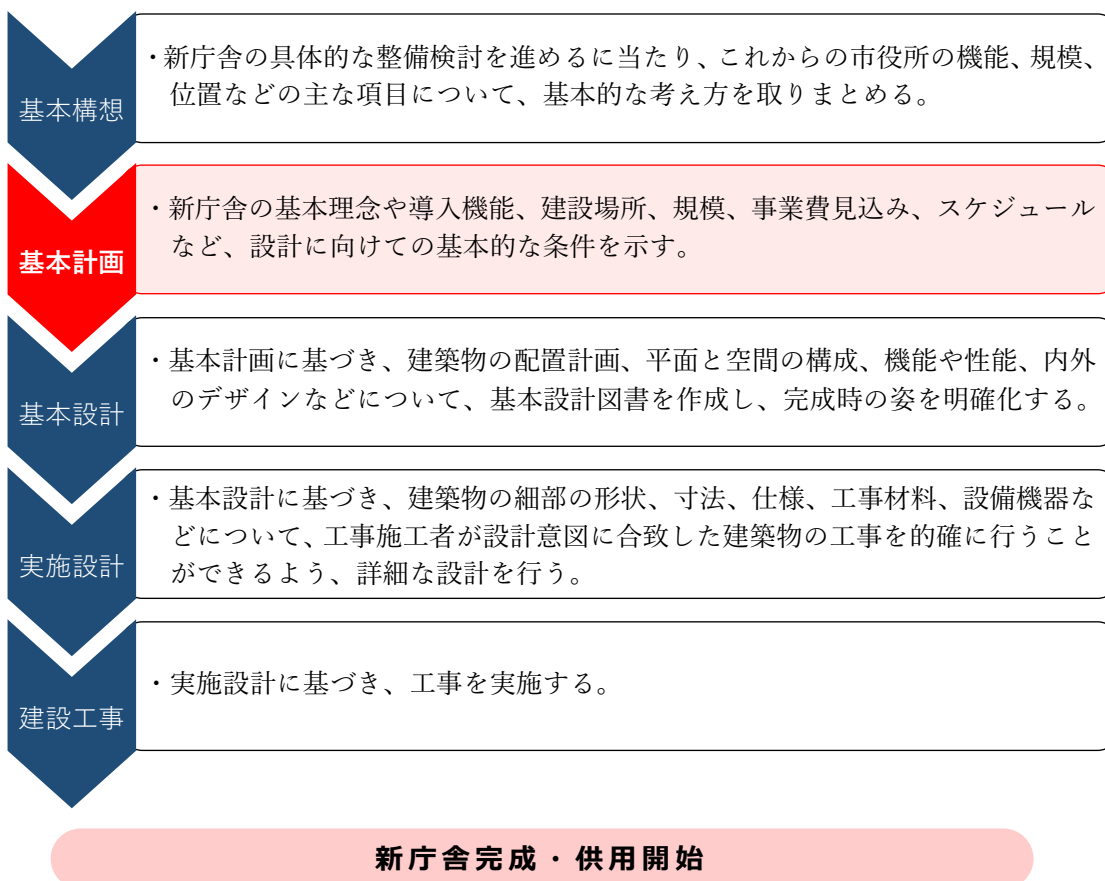 基本構想
・新庁舎の具体的な整備検討を進めるに当たり、これからの市役所の機能、規模、
位置などの主な項目について、基本的な考え方を取りまとめる。
基本計画
・新庁舎の基本理念や導入機能、建設場所、規模、事業費見込み、スケジュール
など、設計に向けての基本的な条件を示す。
基本設計
・基本計画に基づき、建築物の配置計画、平面と空間の構成、機能や性能、内外
のデザインなどについて、基本設計図書を作成し、完成時の姿を明確化する。
実施設計
・基本設計に基づき、建築物の細部の形状、寸法、仕様、工事材料、設備機器な
どについて、工事施工者が設計意図に合致した建築物の工事を的確に行うこと
ができるよう、詳細な設計を行う。
建設工事
・実施設計に基づき、工事を実施する。
新庁舎完成・供用開始